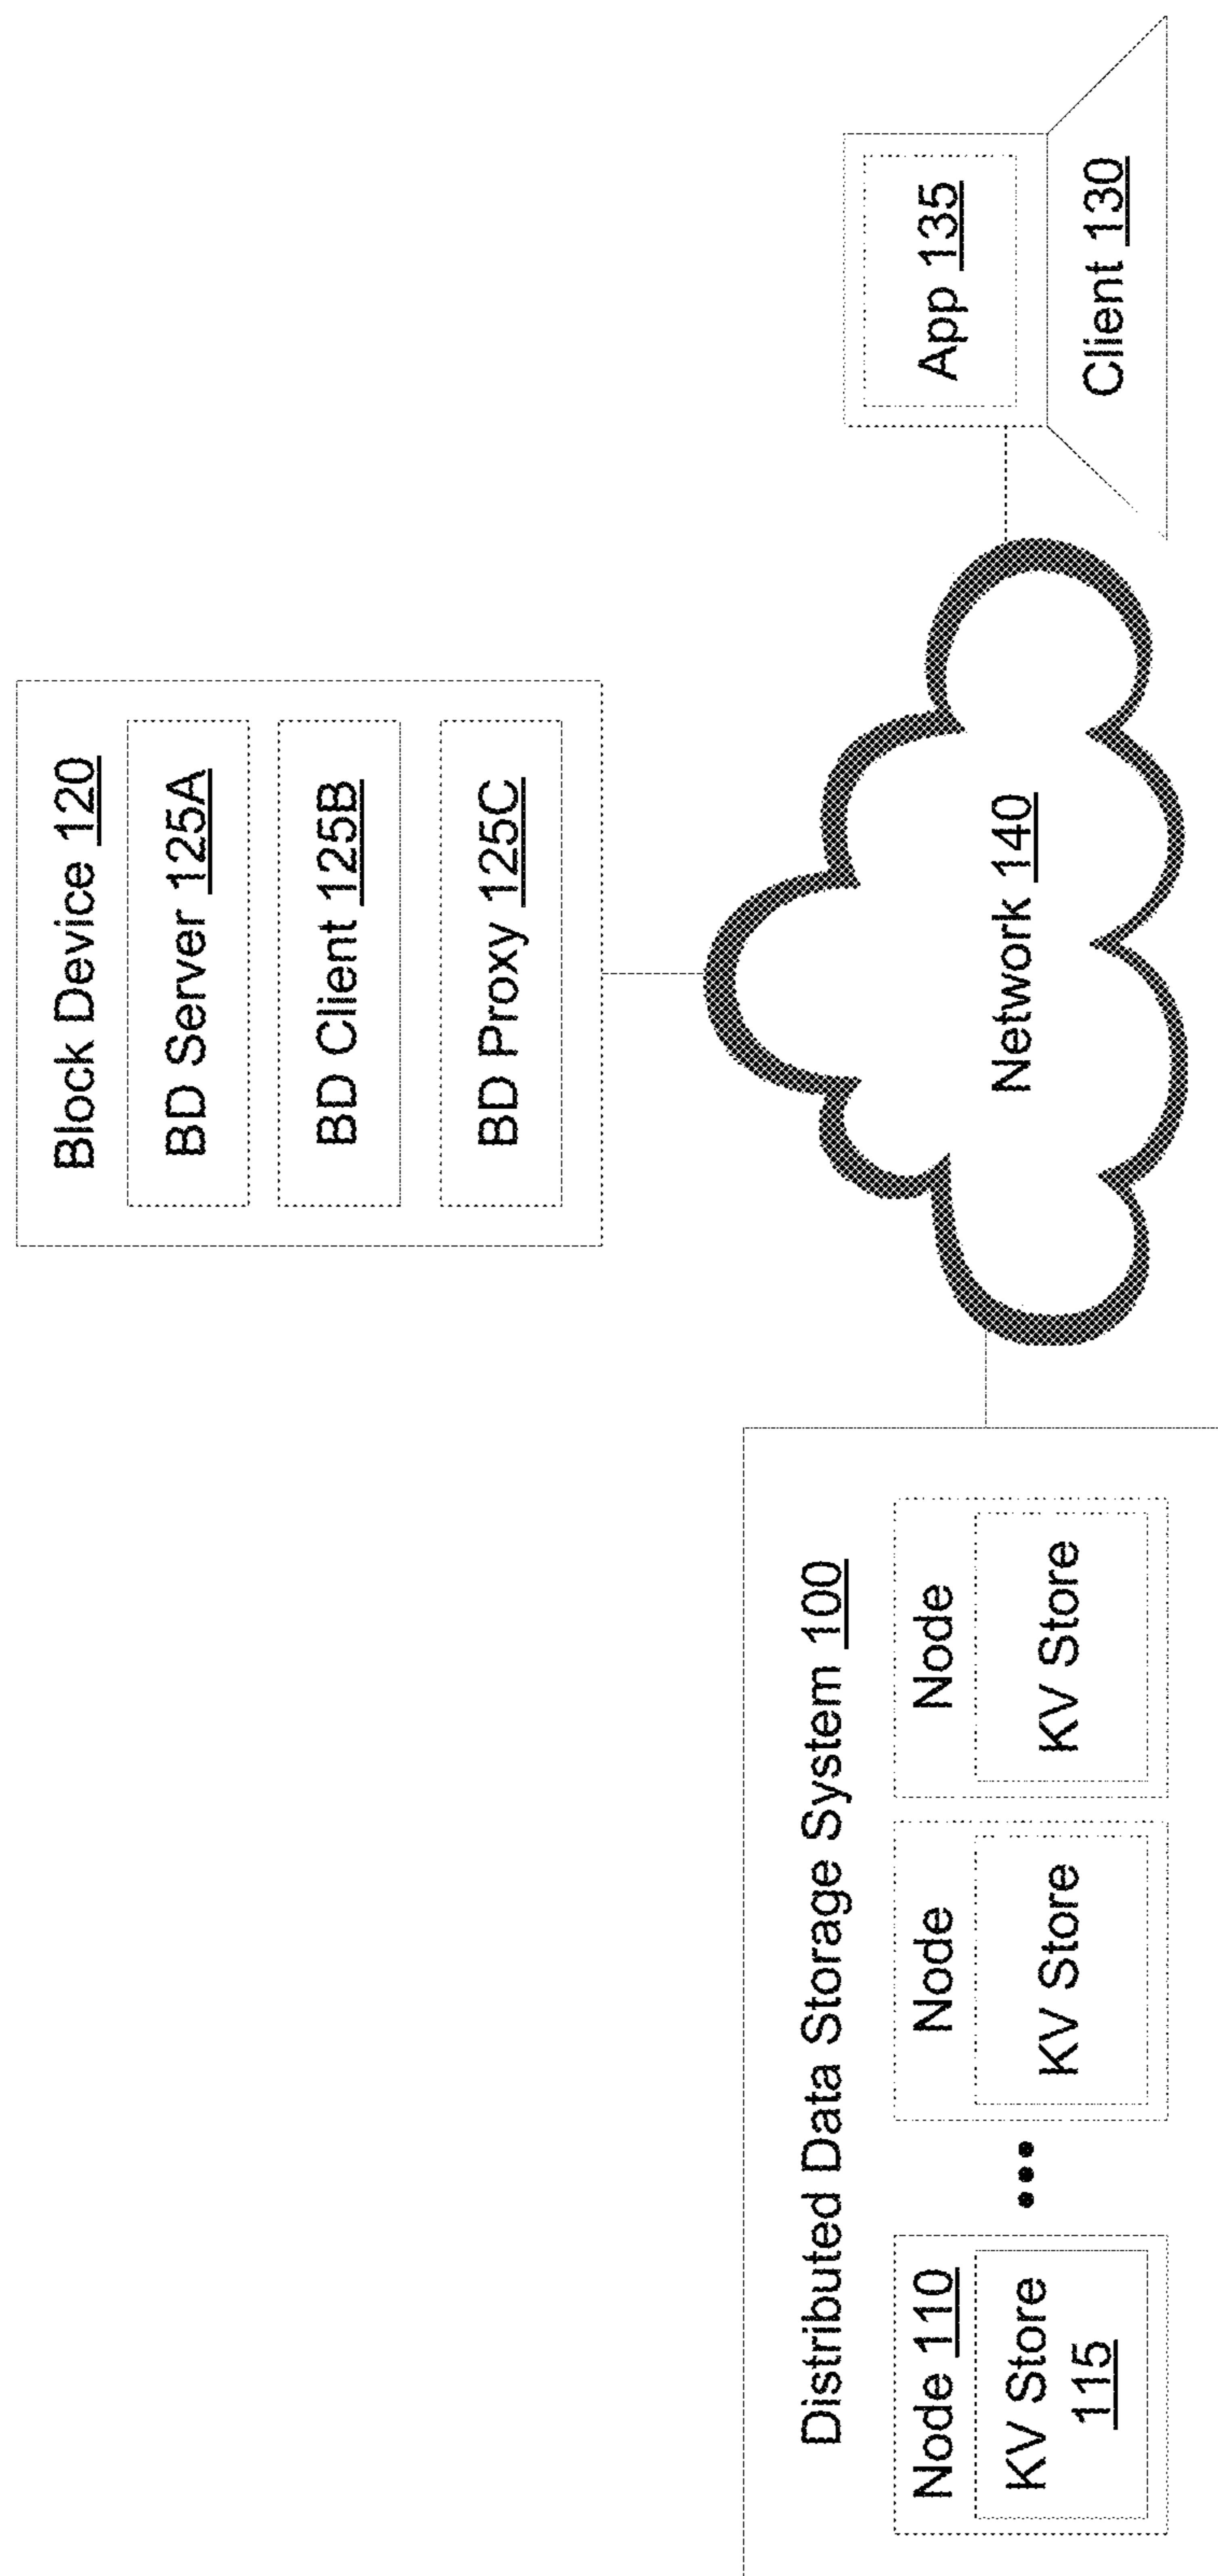 Block Device 120
BD Server 125A
BD Client 125B
BD Proxy 125C
Distributed Data Storage System 100
Node 110
KV Store
115
•••
Node
KV Store
Node
KV Store
Network 140
App 135
Client 130